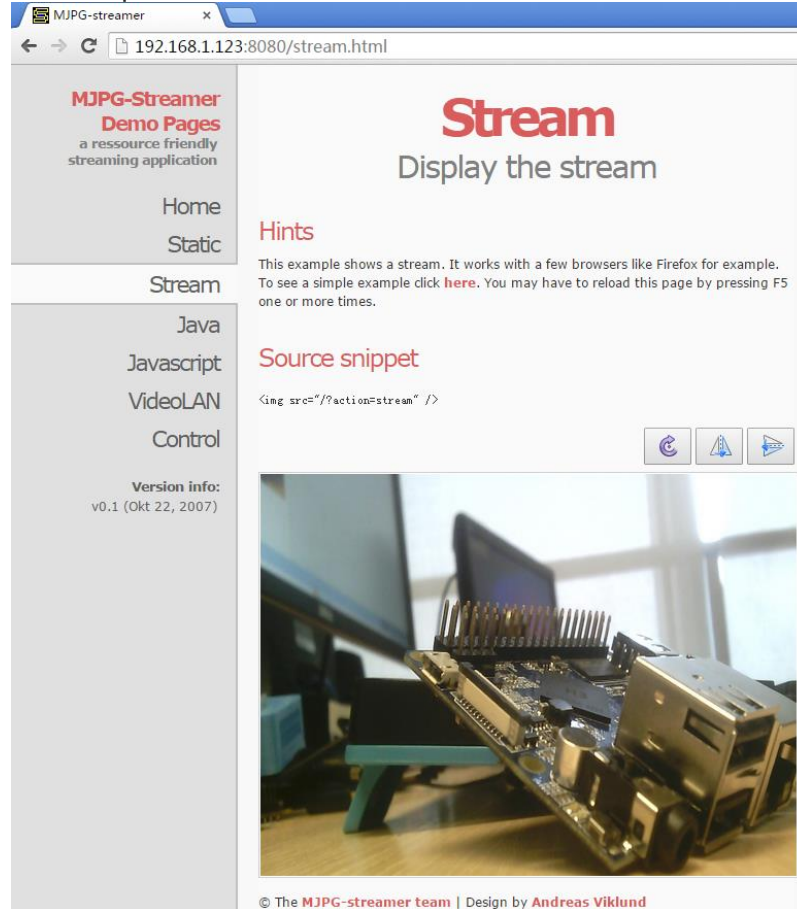 MJPG-streamer
192.168.1.123:8080/stream.html
MJPG-Streamer
Demo Pages
a ressource friendly
streaming application
Home
Static
Stream
Java
Javascript
VideoLAN
Control
Version info:
v0.1 (Okt 22, 2007)
Stream
Display the stream
Hints
This example shows a stream. It works with a few browsers like Firefox for example.
To see a simple example click here. You may have to reload this page by pressing F5
one or more times.
Source snippet
<img src="/?action=stream" />
H3
© The MJPG-streamer team | Design by Andreas Viklund